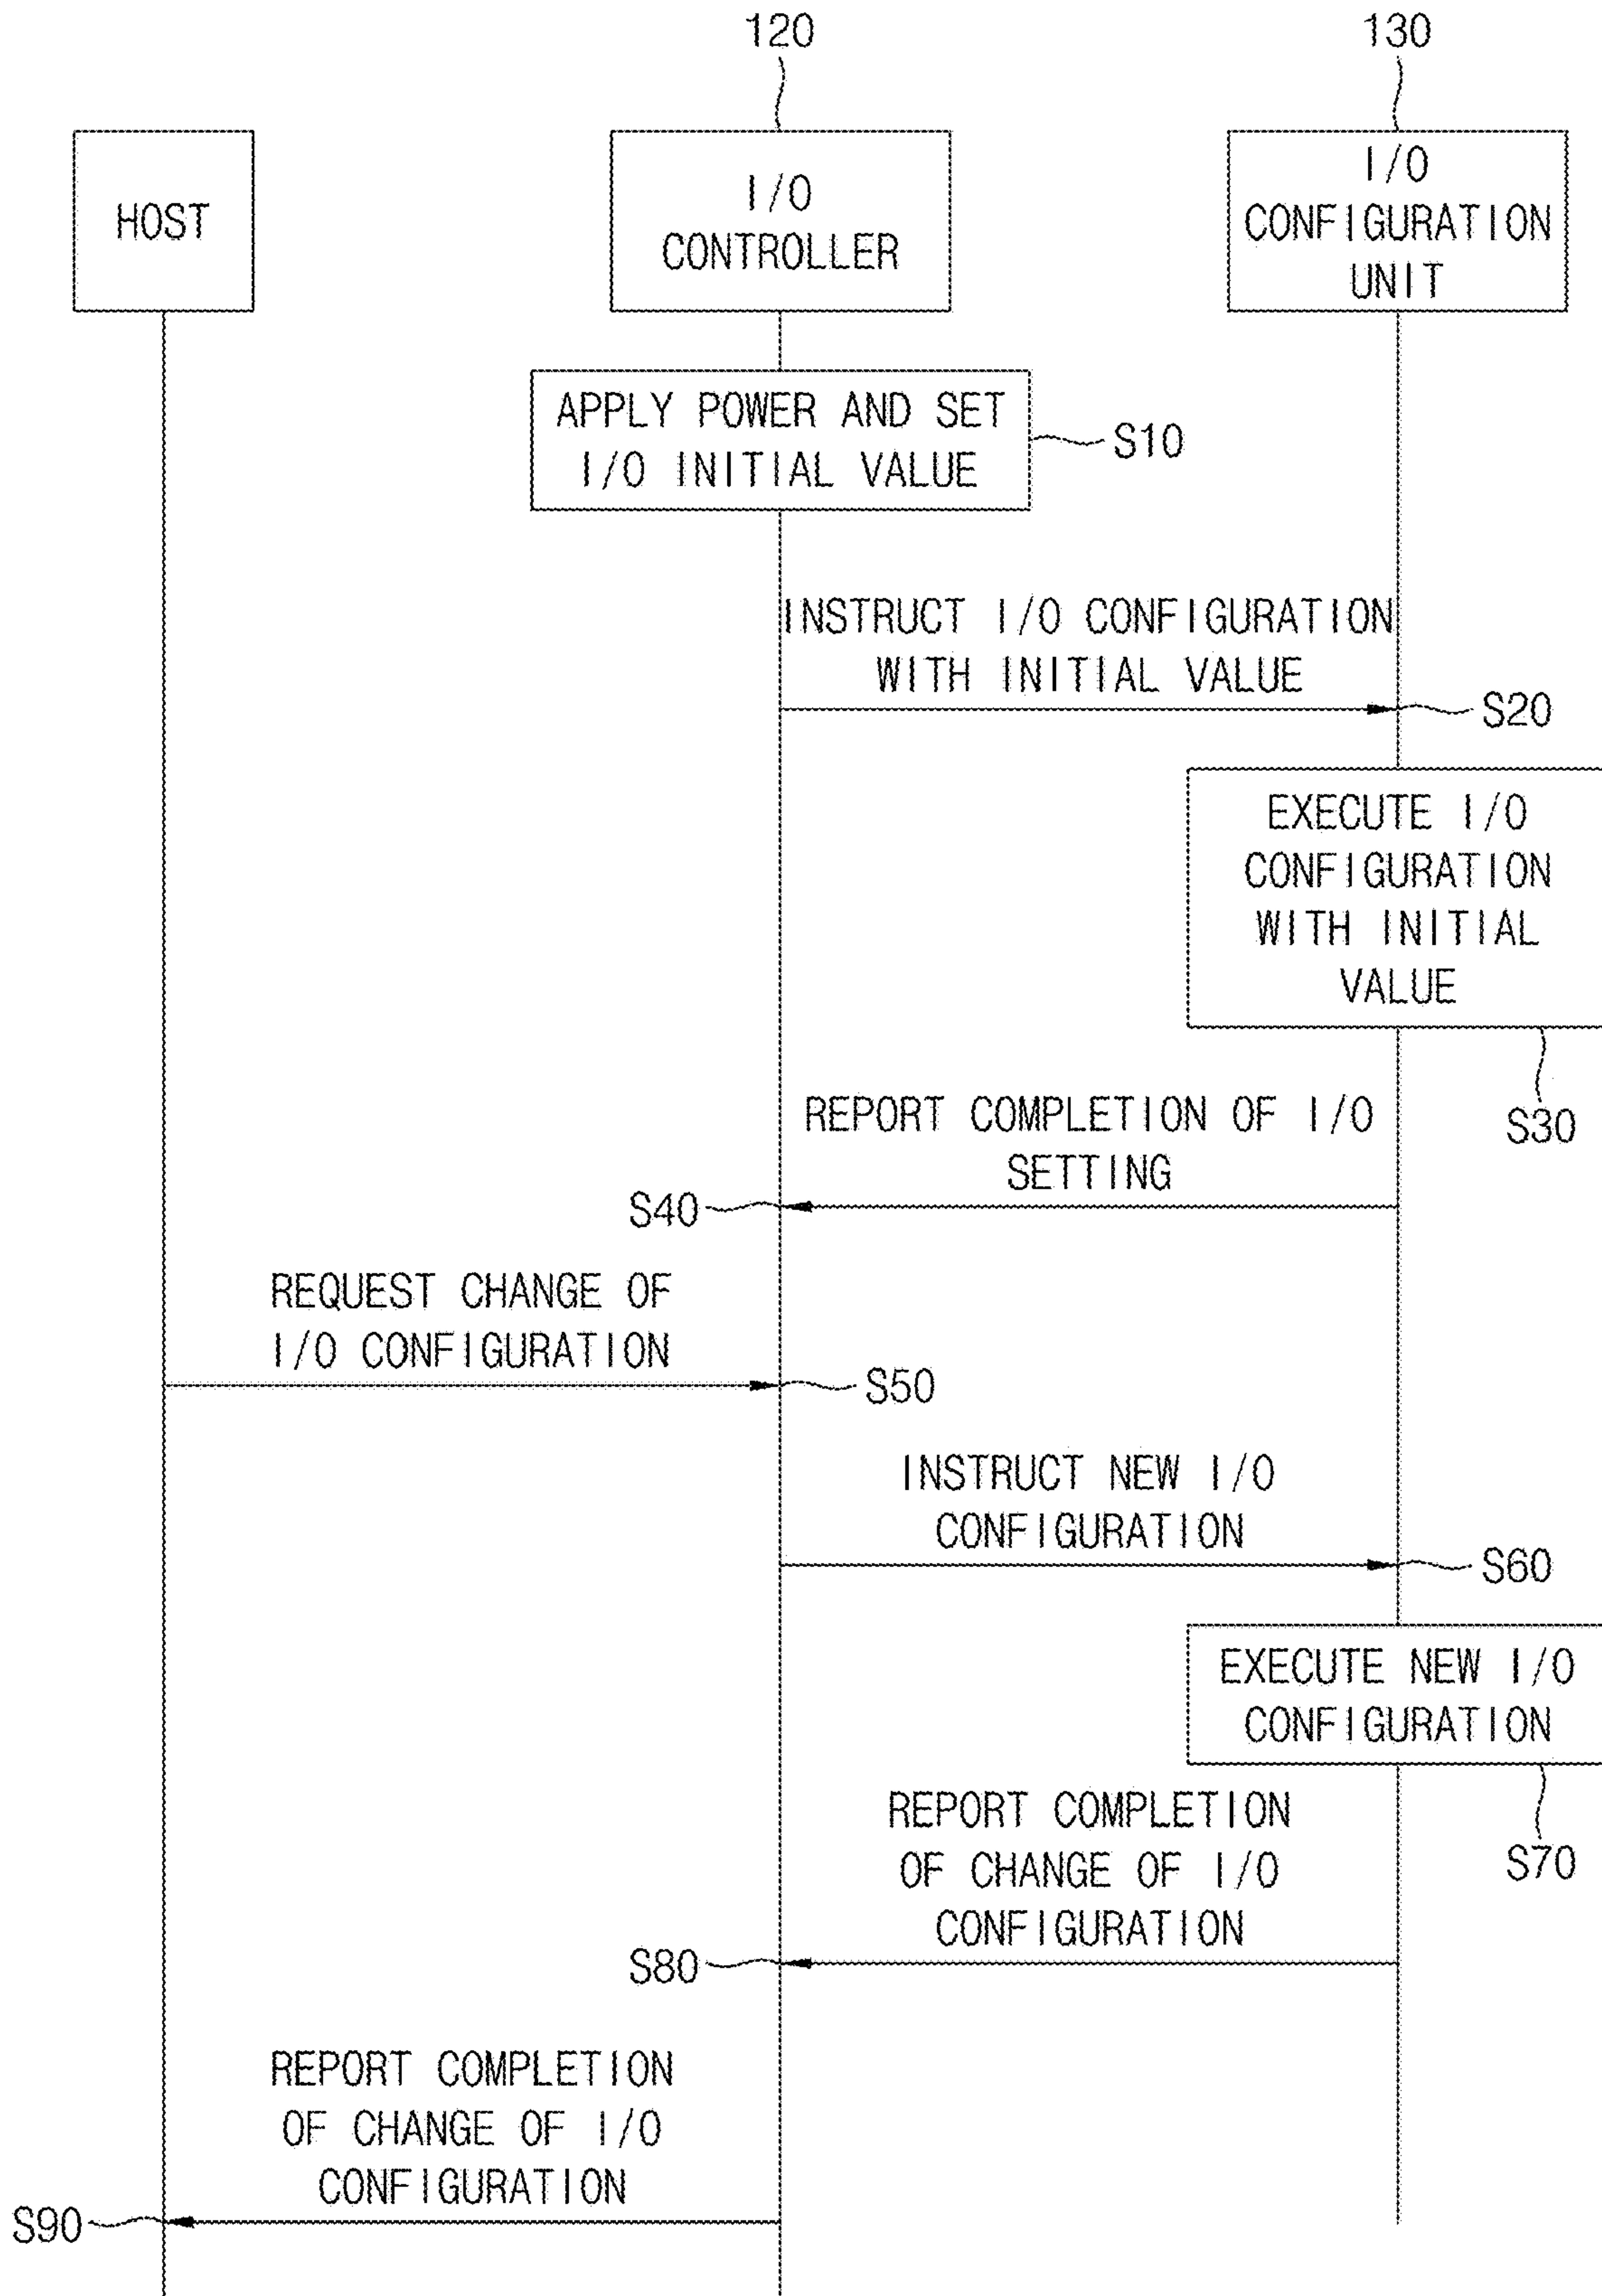 120
130
HOST
I/O
CONTROLLER
I/O
CONFIGURATION
UNIT
APPLY POWER AND SET
I/O INITIAL VALUE
S10
INSTRUCT I/O CONFIGURATION
WITH INITIAL VALUE
S20
EXECUTE I/O
CONFIGURATION
WITH INITIAL
VALUE
S30
REPORT COMPLETION OF I/O
SETTING
S40
REQUEST CHANGE OF
I/O CONFIGURATION
S50
INSTRUCT NEW I/O
CONFIGURATION
S60
EXECUTE NEW I/O
CONFIGURATION
S70
REPORT COMPLETION
OF CHANGE OF I/O
CONFIGURATION
S80
REPORT COMPLETION
OF CHANGE OF I/O
CONFIGURATION
S90